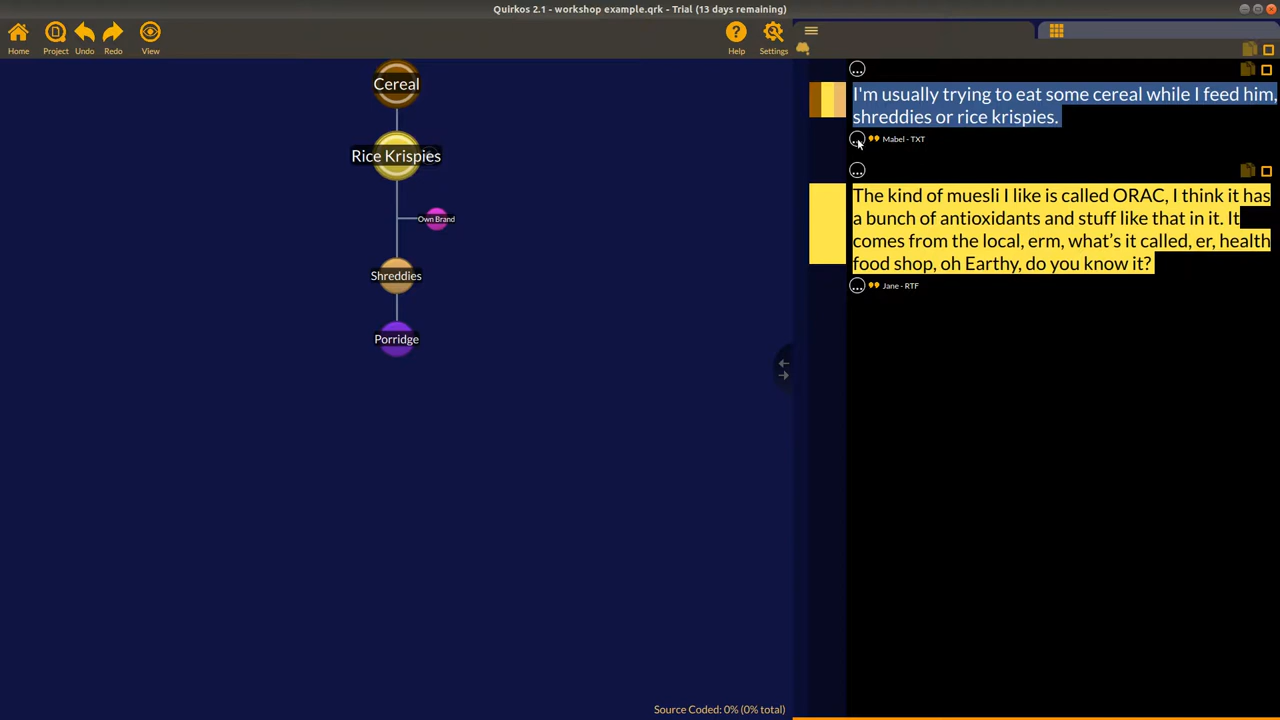 Quirkos 2.1 - workshop example.qrk - Trial (13 days remaining)
Home
Project
Undo
Redo
View
Help
Settings
Cereal
Rice Krispies
Own Brand
Shreddies
Porridge
Source Coded: 0% (0% total)
I'm usually trying to eat some cereal while I feed him,
shreddies or rice krispies.
Mabel - TXT
The kind of muesli I like is called ORAC, I think it has
a bunch of antioxidants and stuff like that in it. It
comes from the local, erm, what’s it called, er, health
food shop, oh Earthy, do you know it?
Jane - RTF